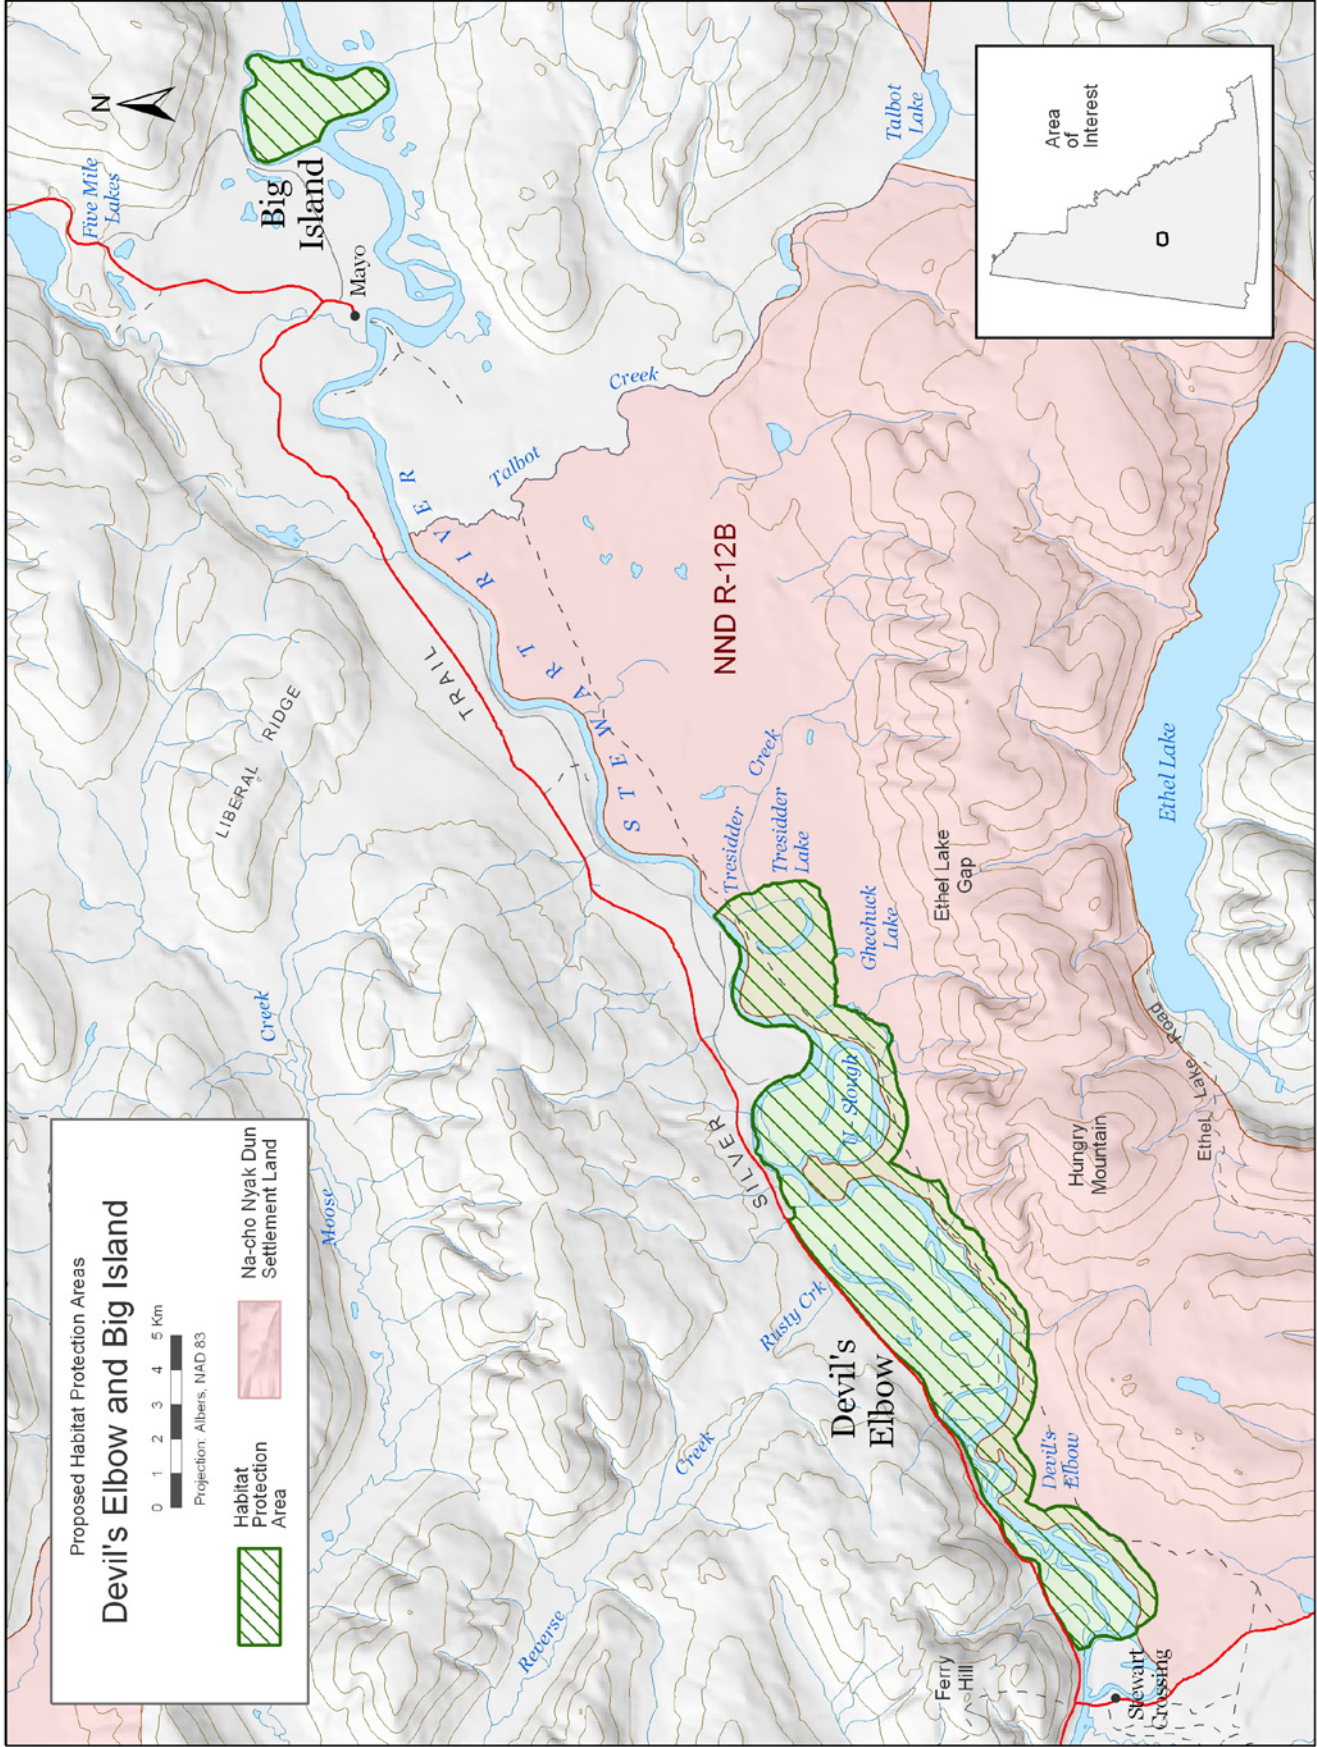 Proposed Habitat Protection Areas
Devil's Elbow and Big Island
0 1 2 3 4 5 Km
Projection: Albers, NAD 83
Habitat
Protection
Area
Na-cho Nyak Dun
Settlement Land
N
Five Mile
Lakes
Big
Island
Mayo
Talbot
Lake
Area
of
Interest
Creek
Talbot
STEWART RIVER
NND R-12B
LIBERAL RIDGE
TRAIL
Creek
Moose
Tresidder
Creek
Tresidder
Lake
Ghechuck
Lake
Ethel Lake
Gap
Ethel Lake
U - Slough
SILVER
Hungry
Mountain
Ethel Lake Road
Rusty Crk
Devil's
Elbow
Devil's
Elbow
Creek
Reverse
Ferry
Hill
Stewart
Crossing